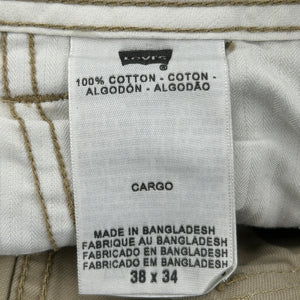 Levi's
®
100% COTTON - COTON -
ALGODÓN - ALGODÃO
CARGO
MADE IN BANGLADESH
FABRIQUE AU BANGLADESH
FABRICADO EN BANGLADESH
FABRICADO EM BANGLADESH
38 x 34